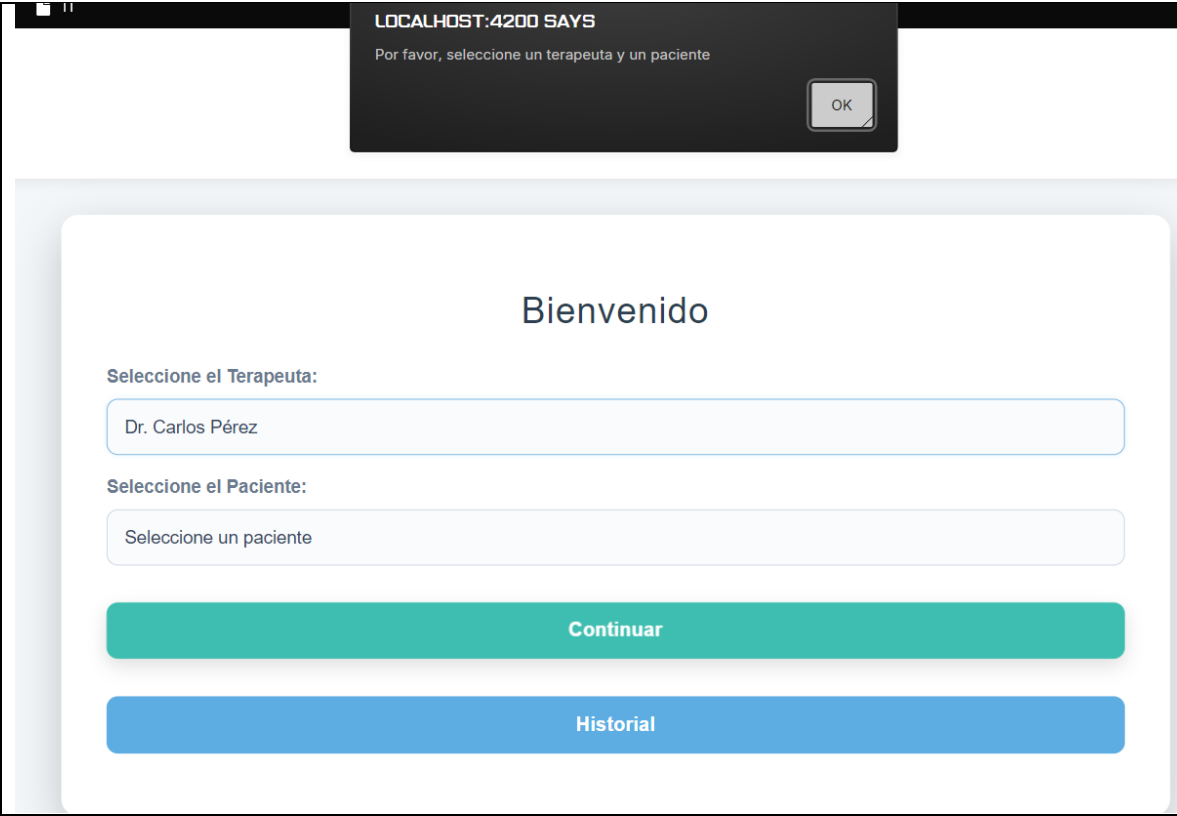 LOCALHOST:4200 SAYS
Por favor, seleccione un terapeuta y un paciente
OK
Bienvenido
Seleccione el Terapeuta:
Dr. Carlos Pérez
Seleccione el Paciente:
Seleccione un paciente
Continuar
Historial